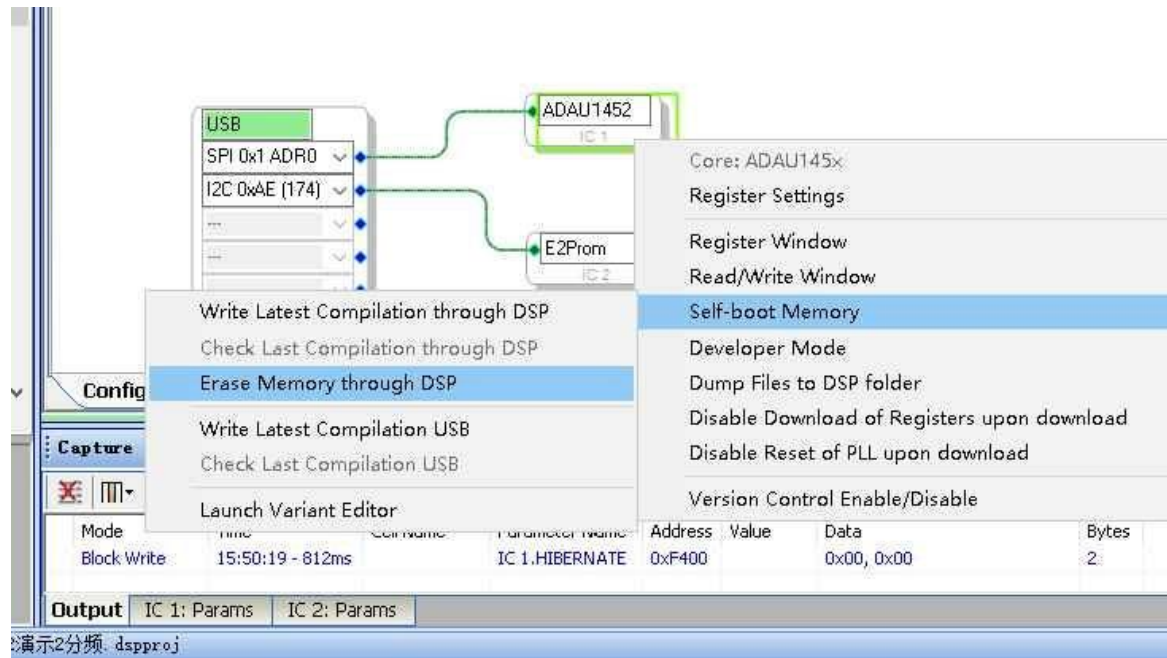 USB
ADAU1452
IC 1
SPI 0x1 ADR0
I2C 0xAE (174)
---
---
E2Prom
IC 2
Core: ADAU145x
Register Settings
Register Window
Read/Write Window
Self-boot Memory
Developer Mode
Dump Files to DSP folder
Disable Download of Registers upon download
Disable Reset of PLL upon download
Version Control Enable/Disable
Write Latest Compilation through DSP
Check Last Compilation through DSP
Erase Memory through DSP
Write Latest Compilation USB
Check Last Compilation USB
Launch Variant Editor
Config
Capture
Mode Time Cell Name Parameter Name Address Value Data Bytes
Block Write 15:50:19 - 812ms IC 1.HIBERNATE 0xF400 0x00, 0x00 2
Output IC 1: Params IC 2: Params
演示2分频.dspproj